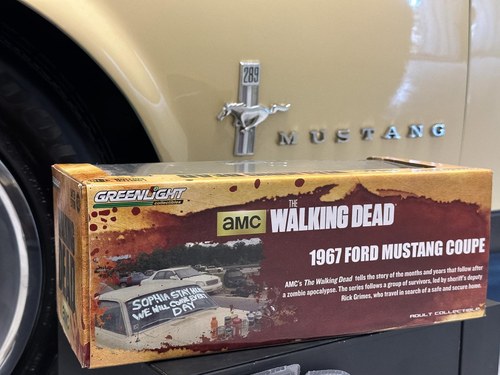 289
MUSTANG
GREENLIGHT
collectibles
amc
THE
WALKING DEAD
1967 FORD MUSTANG COUPE
AMC's The Walking Dead tells the story of the months and years that follow after
a zombie apocalypse. The series follows a group of survivors, led by sheriff's deputy
Rick Grimes, who travel in search of a safe and secure home.
SOPHIA STAY HERE
WE WILL COME EVERY
DAY
ADULT COLLECTIBLE